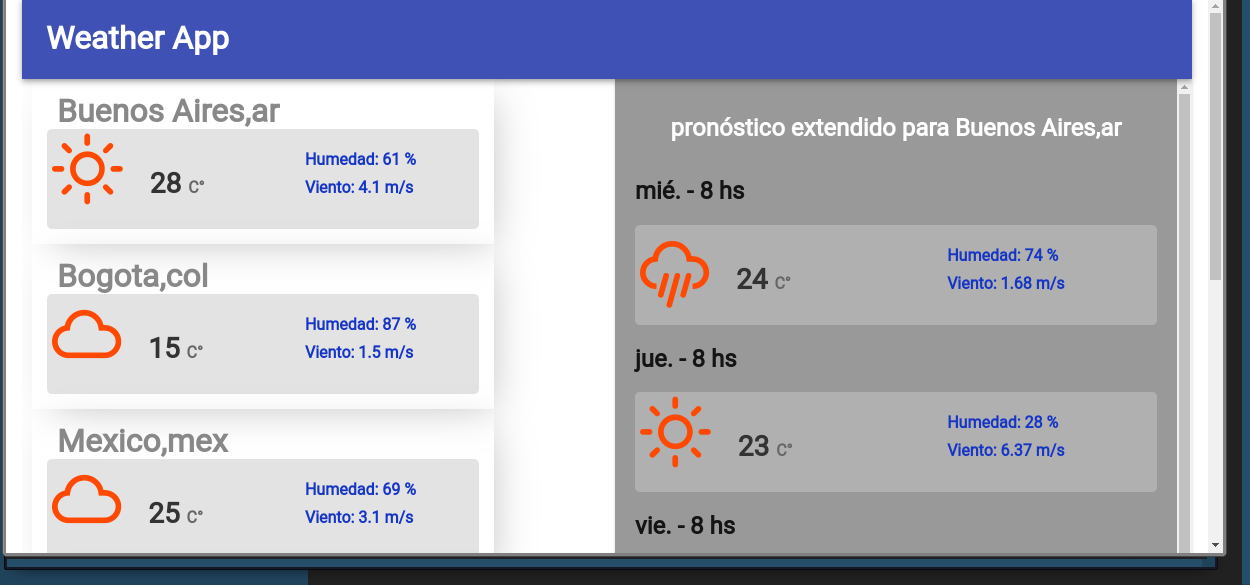 Weather App
Buenos Aires,ar
28 C°
Humedad: 61 %
Viento: 4.1 m/s
Bogota,col
15 C°
Humedad: 87 %
Viento: 1.5 m/s
Mexico,mex
25 C°
Humedad: 69 %
Viento: 3.1 m/s
pronóstico extendido para Buenos Aires,ar
mié. - 8 hs
24 C°
Humedad: 74 %
Viento: 1.68 m/s
jue. - 8 hs
23 C°
Humedad: 28 %
Viento: 6.37 m/s
vie. - 8 hs